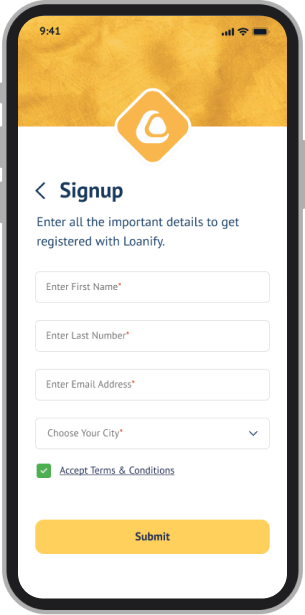 9:41
Signup
Enter all the important details to get
registered with Loanify.
Enter First Name*
Enter Last Number*
Enter Email Address*
Choose Your City*
Accept Terms & Conditions
Submit